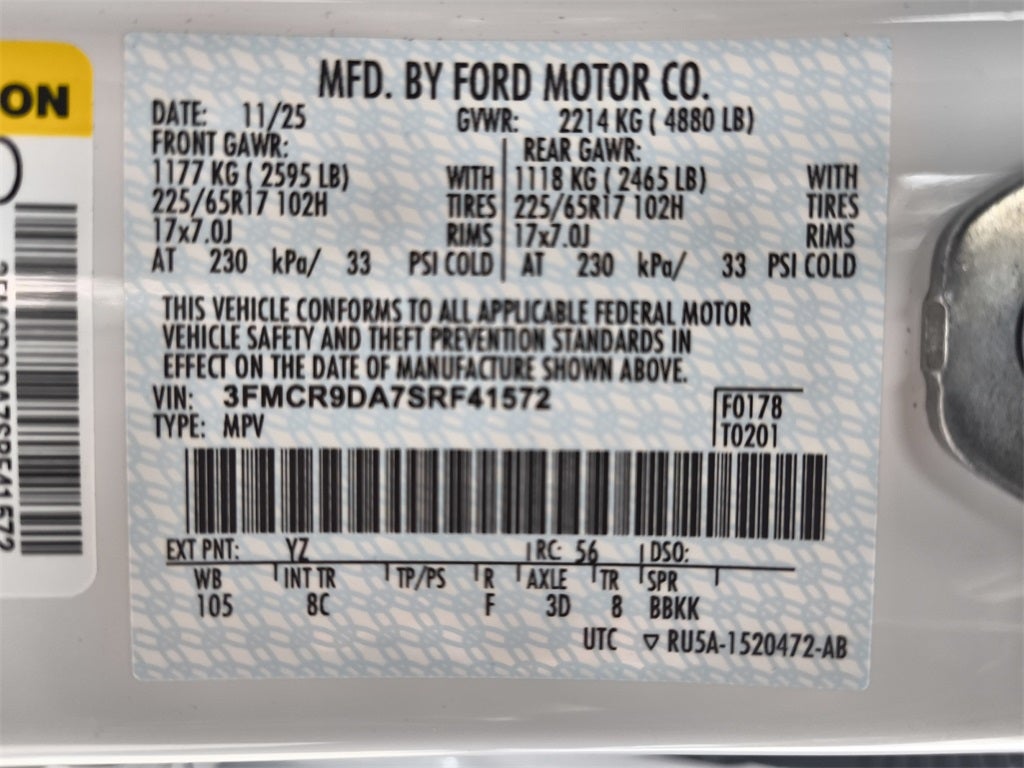 ON
MFD. BY FORD MOTOR CO.
DATE: 11/25 GVWR: 2214 KG ( 4880 LB)
FRONT GAWR: REAR GAWR:
1177 KG ( 2595 LB) WITH 1118 KG ( 2465 LB) WITH
225/65R17 102H TIRES 225/65R17 102H TIRES
17x7.0J RIMS 17x7.0J RIMS
AT 230 kPa/ 33 PSI COLD AT 230 kPa/ 33 PSI COLD
THIS VEHICLE CONFORMS TO ALL APPLICABLE FEDERAL MOTOR
VEHICLE SAFETY AND THEFT PREVENTION STANDARDS IN
EFFECT ON THE DATE OF MANUFACTURE SHOWN ABOVE.
VIN: 3FMCR9DA7SRF41572
TYPE: MPV
F0178
T0201
EXT PNT: YZ RC: 56 DSO:
WB INT TR TP/PS R AXLE TR SPR
105 8C F 3D 8 BBKK
UTC ▽ RU5A-1520472-AB